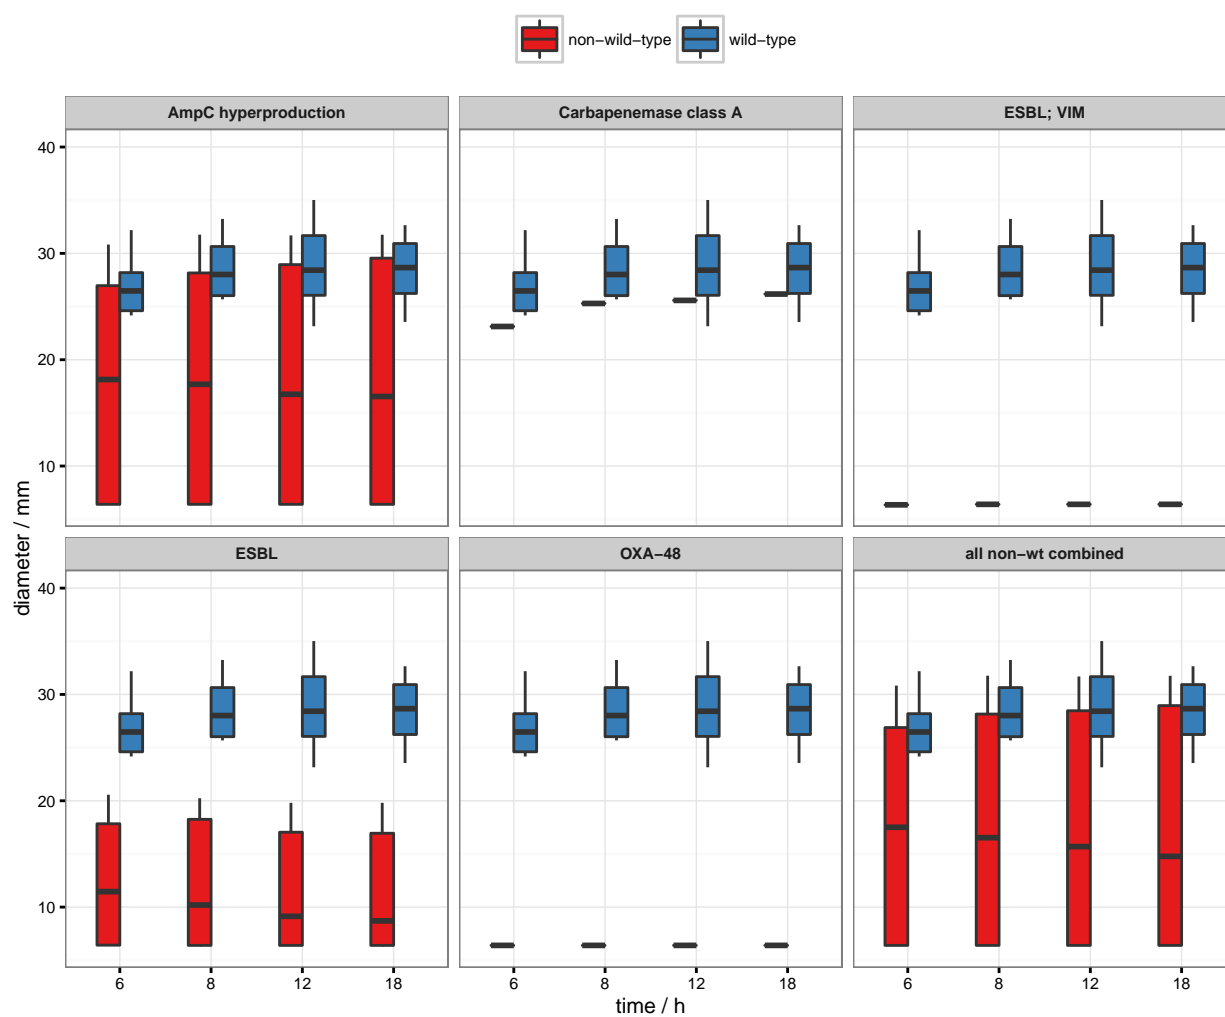 non-wild-type wild-type
AmpC hyperproduction Carbapenemase class A ESBL; VIM
40
30
20
10
diameter / mm
ESBL OXA-48 all non-wt combined
40
30
20
10
6 8 12 18 6 8 12 18 6 8 12 18
time / h